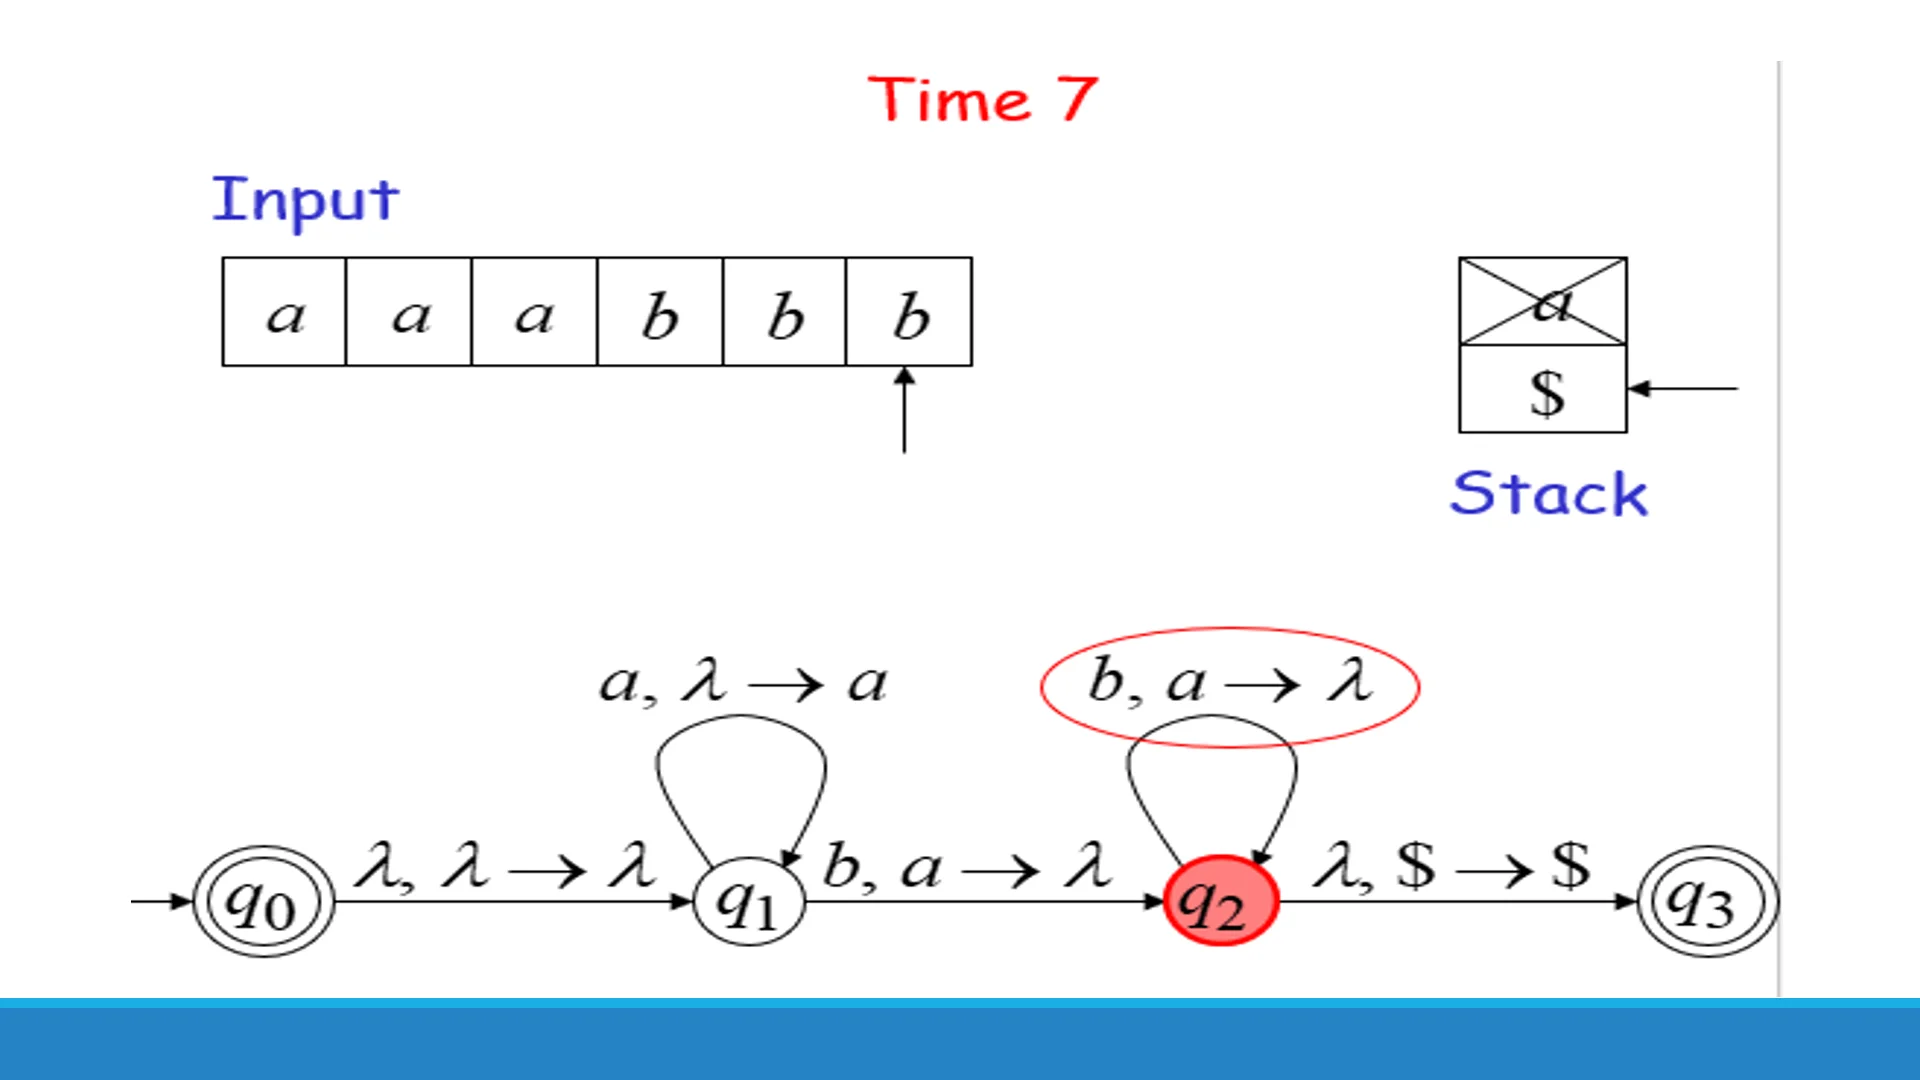 Time 7
Input
a a a b b b
a
$
Stack
a, λ → a
b, a → λ
q0 λ, λ → λ q1 b, a → λ q2 λ, $ → $ q3